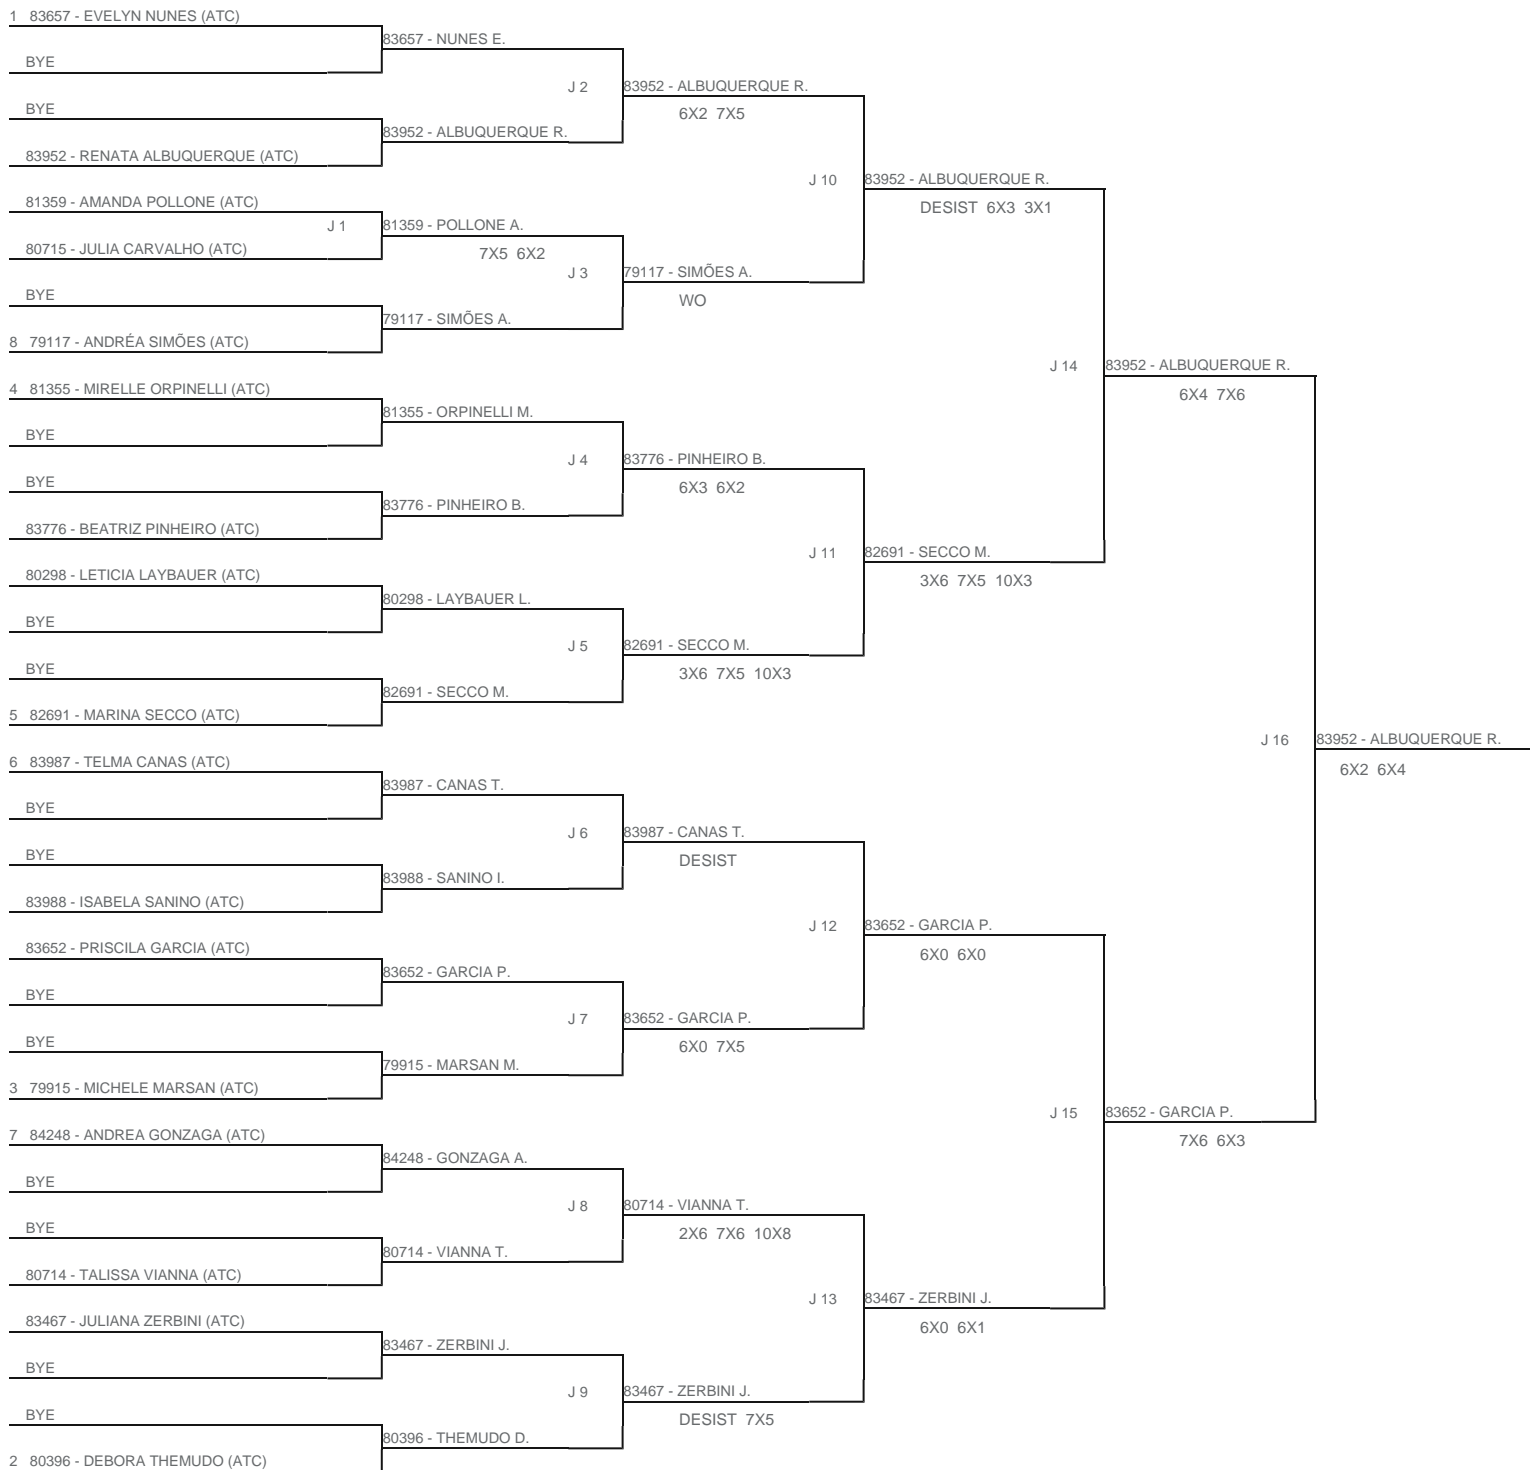 1 83657 - EVELYN NUNES (ATC)
83657 - NUNES E.
BYE
J 2
83952 - ALBUQUERQUE R.
6X2 7X5
BYE
83952 - ALBUQUERQUE R.
83952 - RENATA ALBUQUERQUE (ATC)
J 10
83952 - ALBUQUERQUE R.
DESIST 6X3 3X1
81359 - AMANDA POLLONE (ATC)
J 1
81359 - POLLONE A.
7X5 6X2
80715 - JULIA CARVALHO (ATC)
J 3
79117 - SIMÕES A.
WO
BYE
79117 - SIMÕES A.
8 79117 - ANDRÉA SIMÕES (ATC)
J 14
83952 - ALBUQUERQUE R.
6X4 7X6
4 81355 - MIRELLE ORPINELLI (ATC)
81355 - ORPINELLI M.
BYE
J 4
83776 - PINHEIRO B.
6X3 6X2
BYE
83776 - PINHEIRO B.
83776 - BEATRIZ PINHEIRO (ATC)
J 11
82691 - SECCO M.
3X6 7X5 10X3
80298 - LETICIA LAYBAUER (ATC)
80298 - LAYBAUER L.
BYE
J 5
82691 - SECCO M.
3X6 7X5 10X3
BYE
82691 - SECCO M.
5 82691 - MARINA SECCO (ATC)
J 16
83952 - ALBUQUERQUE R.
6X2 6X4
6 83987 - TELMA CANAS (ATC)
83987 - CANAS T.
BYE
J 6
83987 - CANAS T.
DESIST
BYE
83988 - SANINO I.
83988 - ISABELA SANINO (ATC)
J 12
83652 - GARCIA P.
6X0 6X0
83652 - PRISCILA GARCIA (ATC)
83652 - GARCIA P.
BYE
J 7
83652 - GARCIA P.
6X0 7X5
BYE
79915 - MARSAN M.
3 79915 - MICHELE MARSAN (ATC)
J 15
83652 - GARCIA P.
7X6 6X3
7 84248 - ANDREA GONZAGA (ATC)
84248 - GONZAGA A.
BYE
J 8
80714 - VIANNA T.
2X6 7X6 10X8
BYE
80714 - VIANNA T.
80714 - TALISSA VIANNA (ATC)
J 13
83467 - ZERBINI J.
6X0 6X1
83467 - JULIANA ZERBINI (ATC)
83467 - ZERBINI J.
BYE
J 9
83467 - ZERBINI J.
DESIST 7X5
BYE
80396 - THEMUDO D.
2 80396 - DEBORA THEMUDO (ATC)